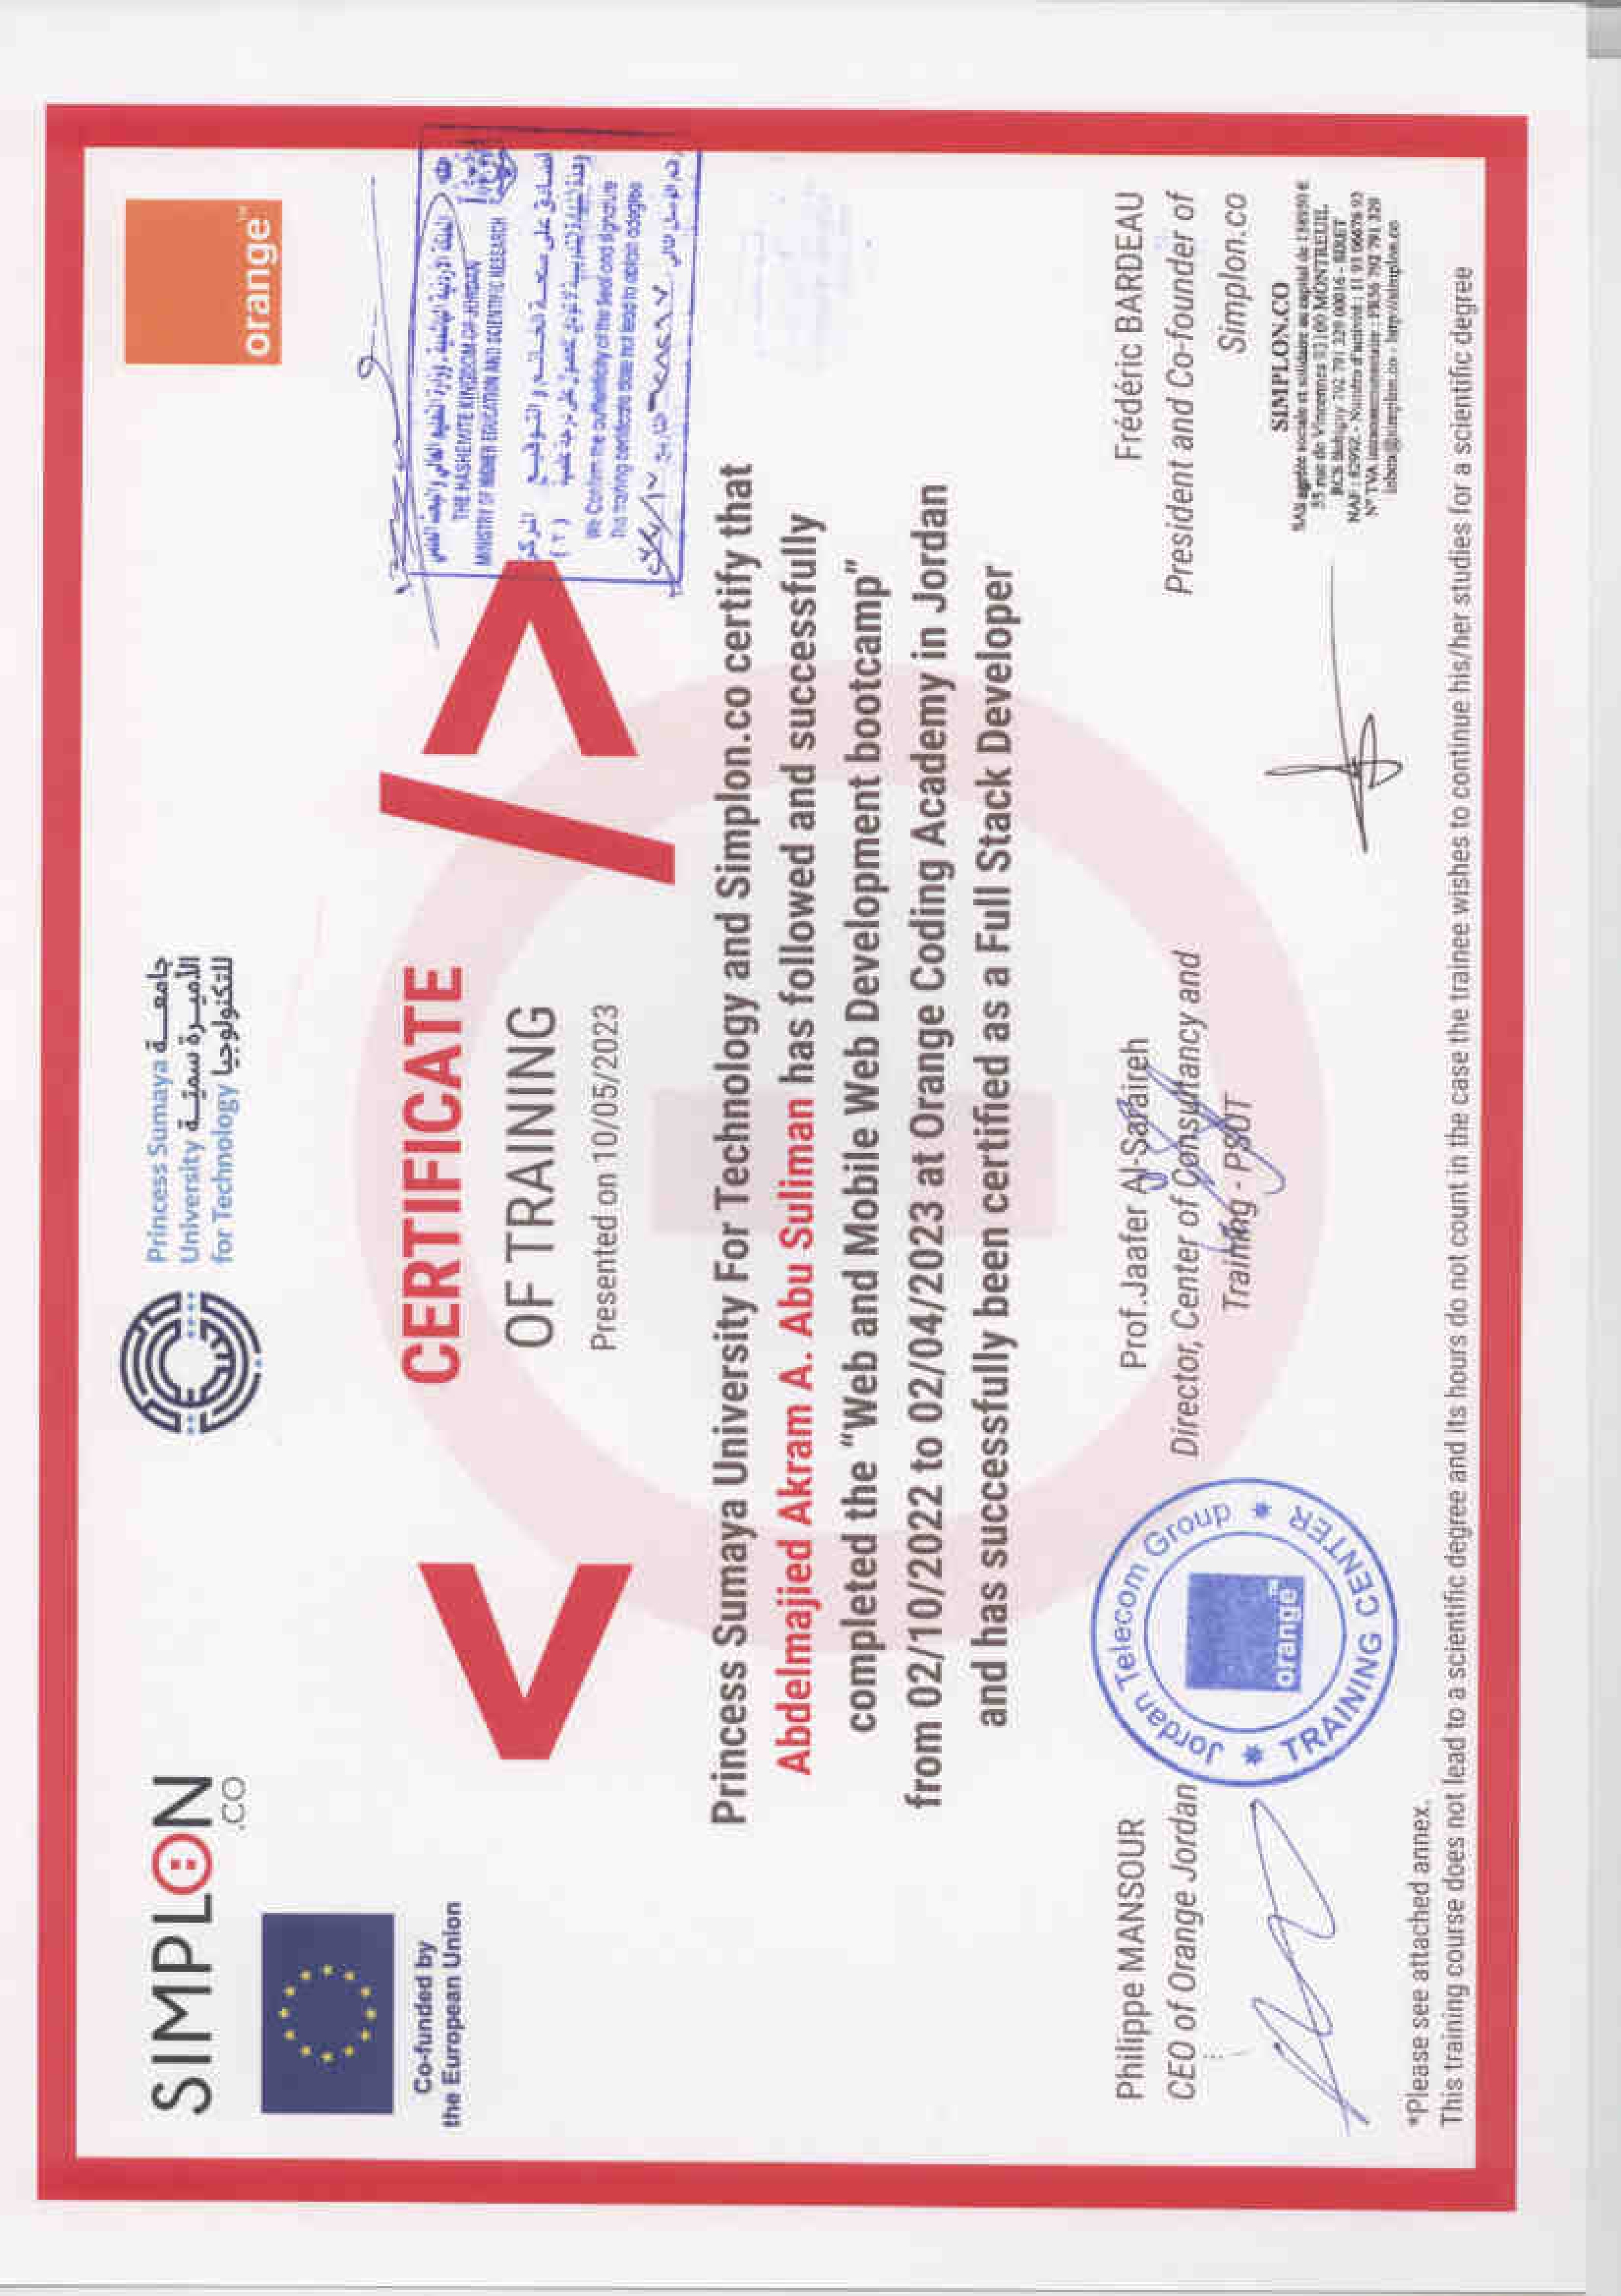 SIMPLON
.CO
Princess Sumaya جامعة
University الأميرة سميّة
for Technology للتكنولوجيا
orange™
Co-funded by
the European Union
CERTIFICATE
OF TRAINING
Presented on 10/05/2023
< />
المملكة الاردنية الهاشمية - وزارة التعليم العالي والبحث العلمي
THE HASHEMITE KINGDOM OF JORDAN
MINISTRY OF HIGHER EDUCATION AND SCIENTIFIC RESEARCH
أصادق على صحة الخاتم و التوقيع المركز
وهذه الشهادة التدريبية لا تؤدي للحصول على درجة علمية (٢)
We Confirm the authenticity of the Seal and signature
This training certificate does not lead to obtain adegree
رقم الوصل المالي التاريخ
Princess Sumaya University For Technology and Simplon.co certify that
Abdelmajied Akram A. Abu Suliman has followed and successfully
completed the “Web and Mobile Web Development bootcamp”
from 02/10/2022 to 02/04/2023 at Orange Coding Academy in Jordan
and has successfully been certified as a Full Stack Developer
Philippe MANSOUR
CEO of Orange Jordan
Jordan Telecom Group
orange™
TRAINING CENTER
Prof.Jaafer Al-Saraireh
Director, Center of Consultancy and
Training - PSUT
Frédéric BARDEAU
President and Co-founder of
Simplon.co
SIMPLON.CO
SAS agréée sociale et solidaire au capital de 158950 €
55 rue de Vincennes 93100 MONTREUIL
RCS Bobigny 792 791 329 00016 - SIRET
NAF : 8299Z - Numéro d'activité : 11 93 06676 93
N° TVA intracommunautaire : FR56 792 791 329
inbox@simplon.co - http://simplon.co
*Please see attached annex.
This training course does not lead to a scientific degree and its hours do not count in the case the trainee wishes to continue his/her studies for a scientific degree